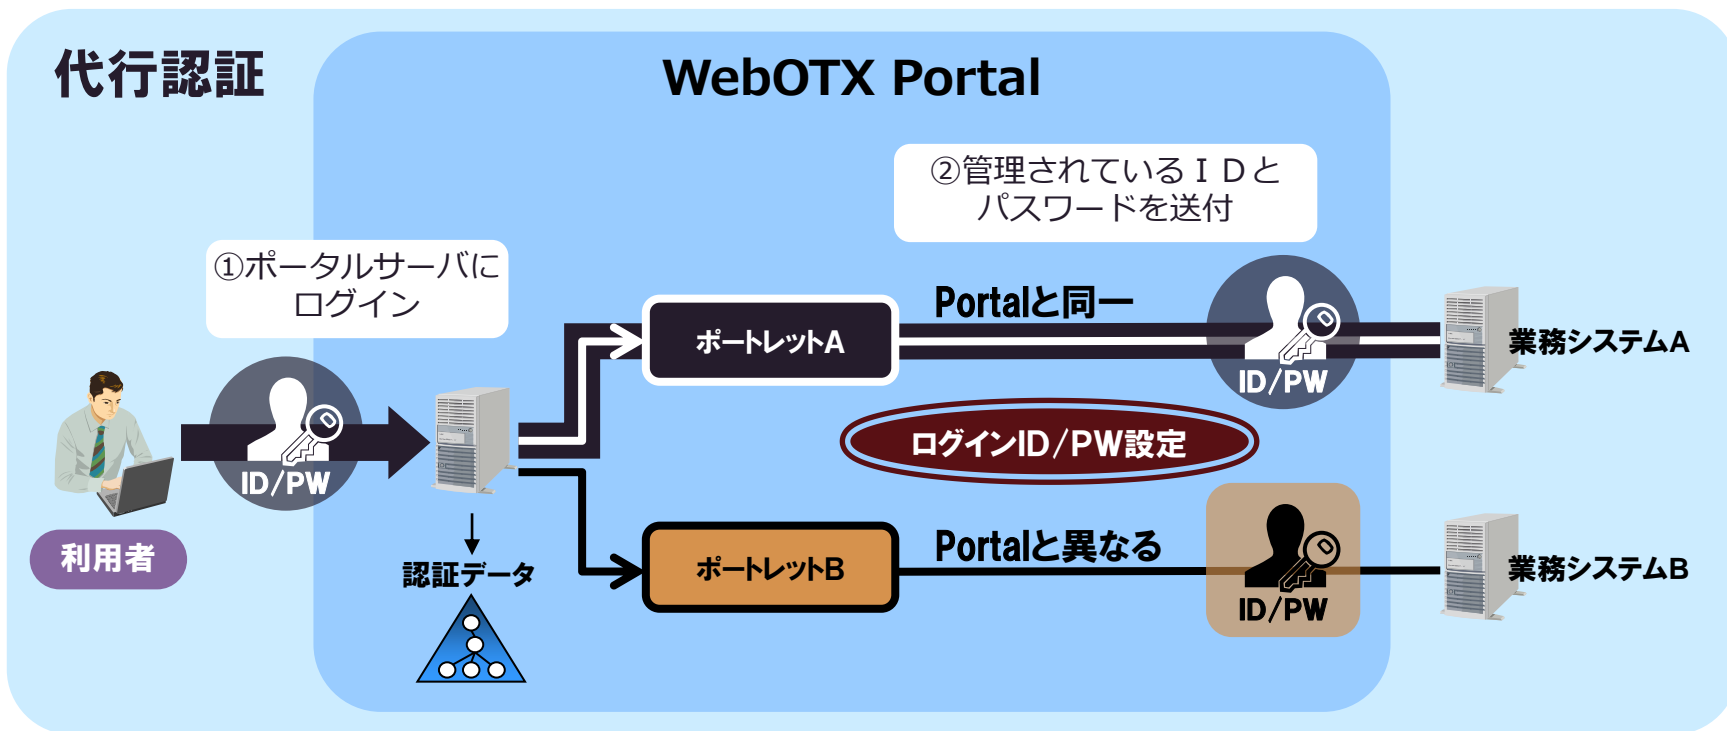 代行認証
WebOTX Portal
②管理されているＩＤと
パスワードを送付
①ポータルサーバに
ログイン
Portalと同一
ポートレットA
ID/PW
業務システムA
ログインID/PW設定
ID/PW
利用者
認証データ
Portalと異なる
ポートレットB
ID/PW
業務システムB